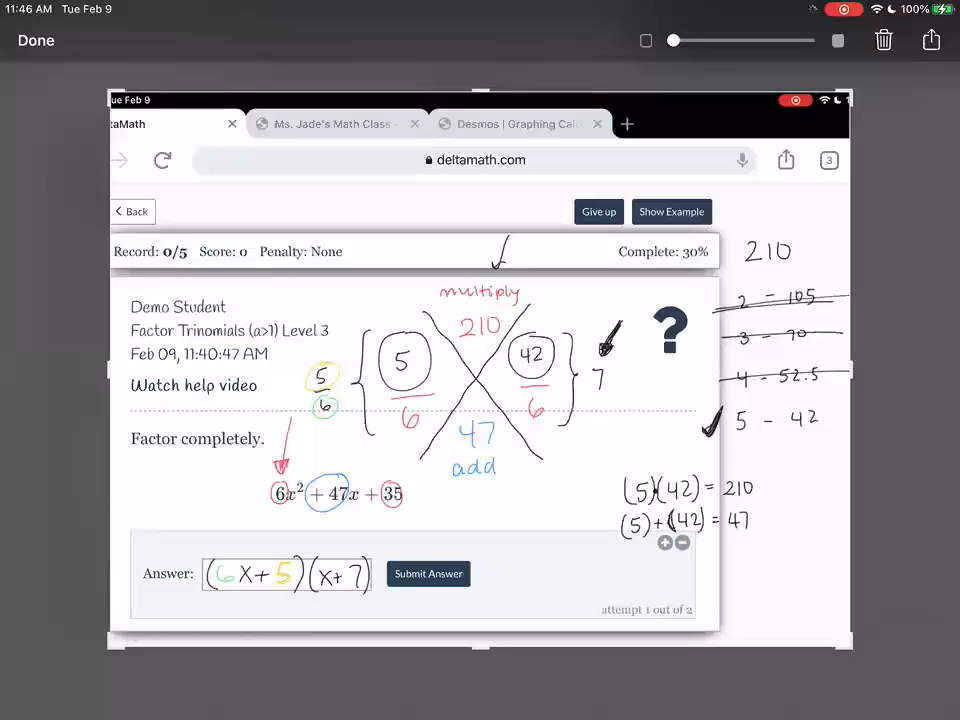 11:46 AM Tue Feb 9
100%
Done
ue Feb 9
taMath
Ms. Jade's Math Class -
Desmos | Graphing Calc
deltamath.com
3
Back
Give up
Show Example
Record: 0/5 Score: 0 Penalty: None
Complete: 30%
210
2 - 105
3 - 70
4 - 52.5
5 - 42
Demo Student
Factor Trinomials (a>1) Level 3
Feb 09, 11:40:47 AM
Watch help video
multiply
210
5/6
5
6
42
6
7
47
add
?
Factor completely.
6x² + 47x + 35
(5)(42) = 210
(5) + (42) = 47
Answer: (6x + 5)(x + 7)
Submit Answer
attempt 1 out of 2